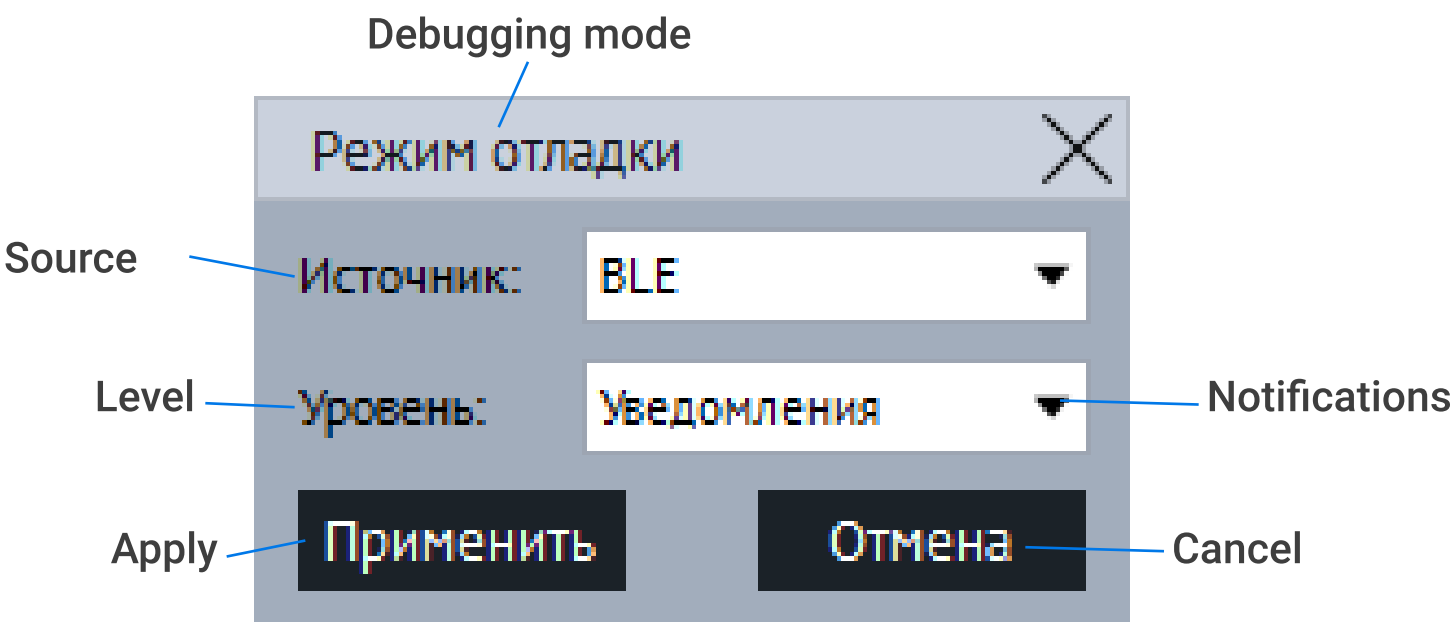 Debugging mode
Режим отладки
Source
Источник: BLE
Level
Уровень: Уведомления
Notifications
Apply
Применить
Отмена
Cancel